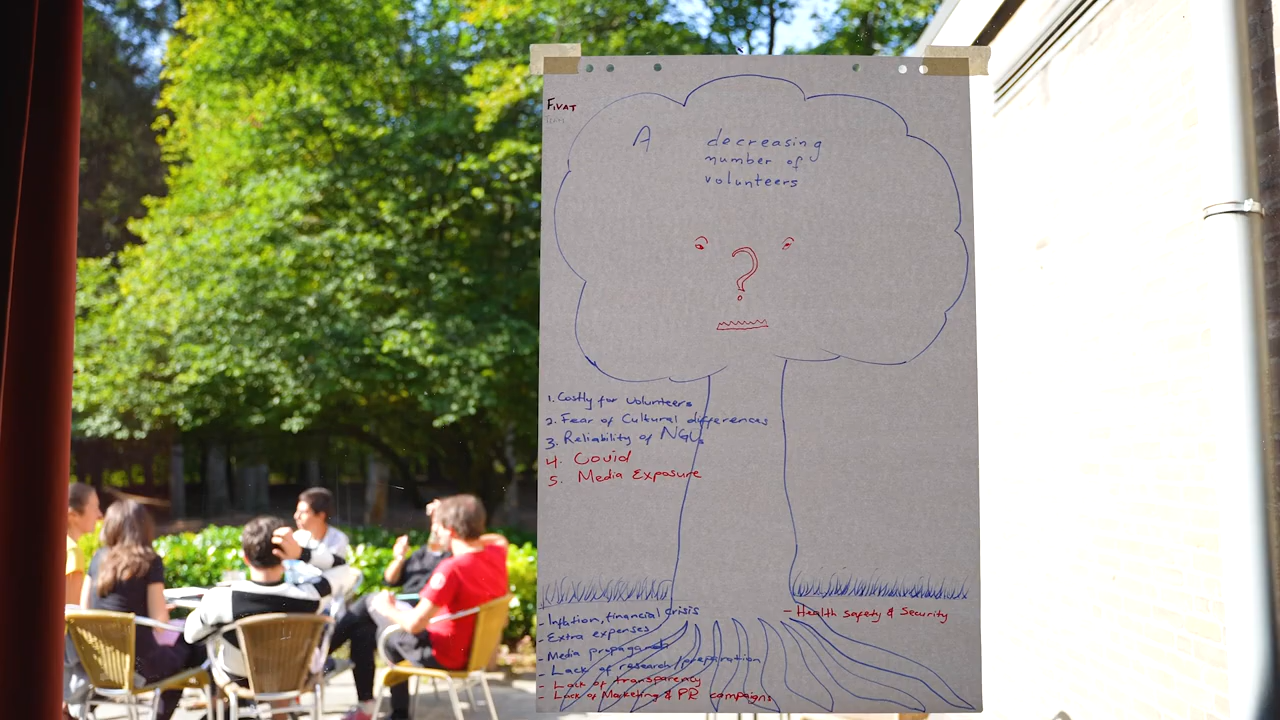 FIVAT
A decreasing
number of
volunteers
?
1. Costly for volunteers
2. Fear of Cultural differences
3. Reliability of NGOs
4. Covid
5. Media Exposure
- Inflation, financial crisis
- Extra expenses
- Media propaganda
- Lack of research/preparation
- Lack of transparency
- Lack of Marketing & PR campaigns
- Health safety & Security